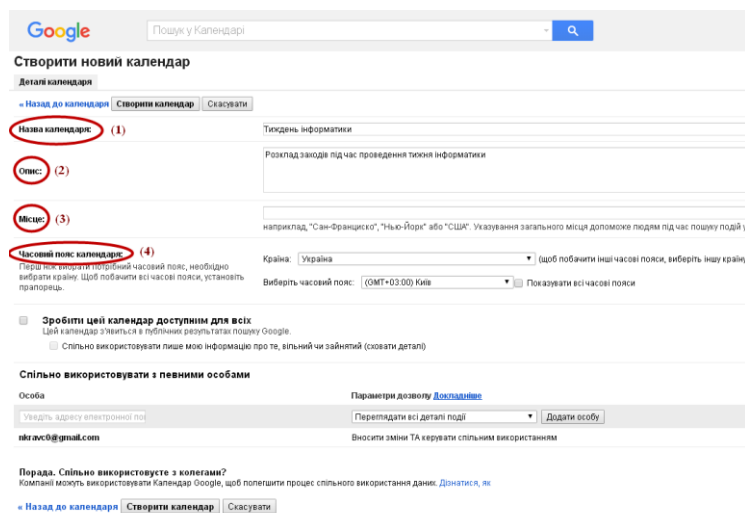 Google
Пошук у Календарі
Створити новий календар
Деталі календаря
« Назад до календаря Створити календар Скасувати
Назва календаря: (1) Тиждень інформатики
Опис: (2) Розклад заходів під час проведення тижня інформатики
Місце: (3)
наприклад, "Сан-Франциско", "Нью-Йорк" або "США". Указування загального місця допоможе людям під час пошуку подій у
Часовий пояс календаря: (4)
Перш ніж вибрати потрібний часовий пояс, необхідно
вибрати країну. Щоб побачити всі часові пояси, установіть
прапорець.
Країна: Україна (щоб побачити інші часові пояси, виберіть іншу країну
Виберіть часовий пояс: (GMT+03:00) Київ Показувати всі часові пояси
Зробити цей календар доступним для всіх
Цей календар з'явиться в публічних результатах пошуку Google.
Спільно використовувати лише мою інформацію про те, вільний чи зайнятий (сховати деталі)
Спільно використовувати з певними особами
Особа Параметри дозволу Докладніше
Уведіть адресу електронної по Переглядати всі деталі події Додати особу
nkravc0@gmail.com Вносити зміни ТА керувати спільним використанням
Порада. Спільно використовуєте з колегами?
Компанії можуть використовувати Календар Google, щоб полегшити процес спільного використання даних. Дізнатися, як
« Назад до календаря Створити календар Скасувати